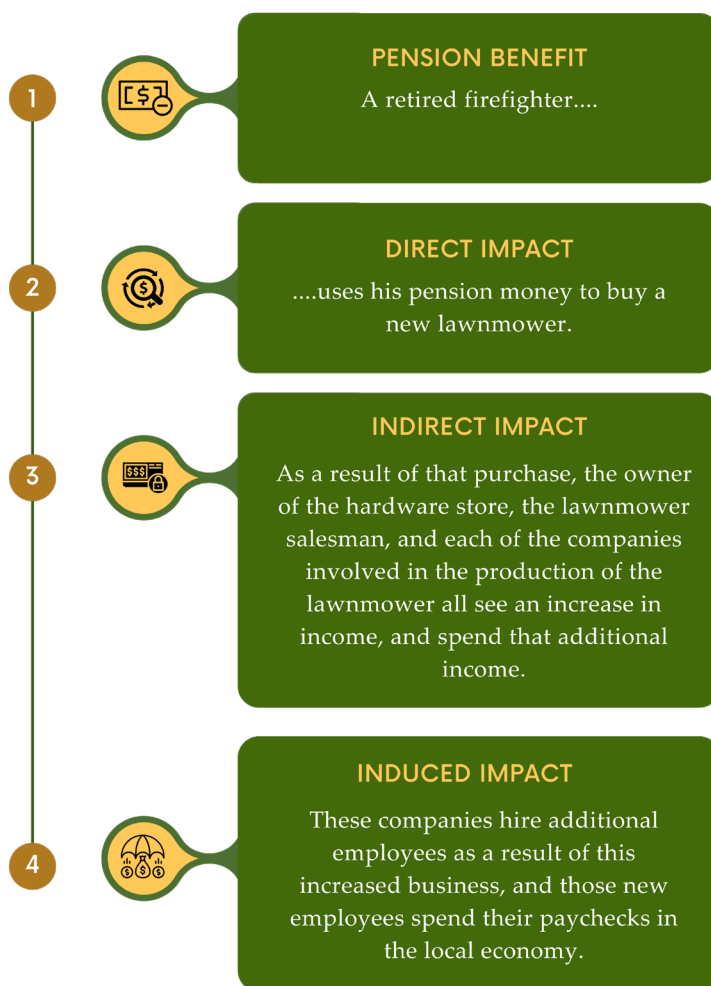 1
PENSION BENEFIT
A retired firefighter....
2
DIRECT IMPACT
....uses his pension money to buy a
new lawnmower.
3
INDIRECT IMPACT
As a result of that purchase, the owner
of the hardware store, the lawnmower
salesman, and each of the companies
involved in the production of the
lawnmower all see an increase in
income, and spend that additional
income.
4
INDUCED IMPACT
These companies hire additional
employees as a result of this
increased business, and those new
employees spend their paychecks in
the local economy.